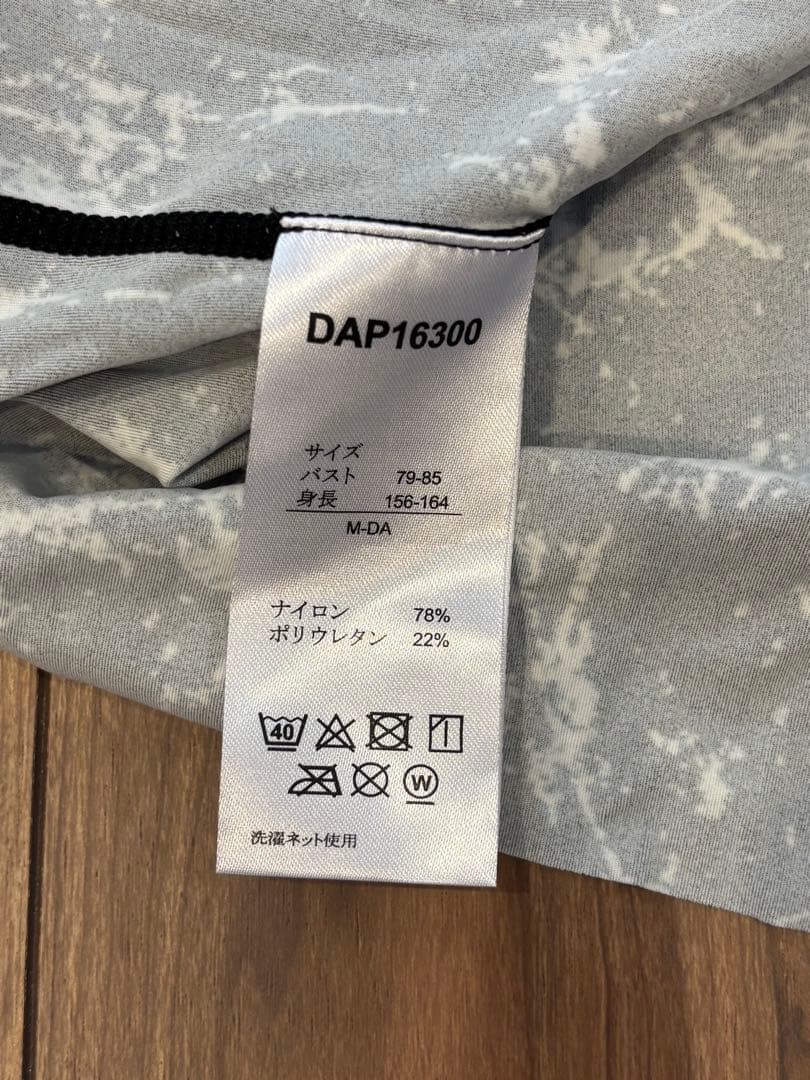 DAP16300
サイズ
バスト 79-85
身長 156-164
M-DA
ナイロン 78%
ポリウレタン 22%
40
W
洗濯ネット使用